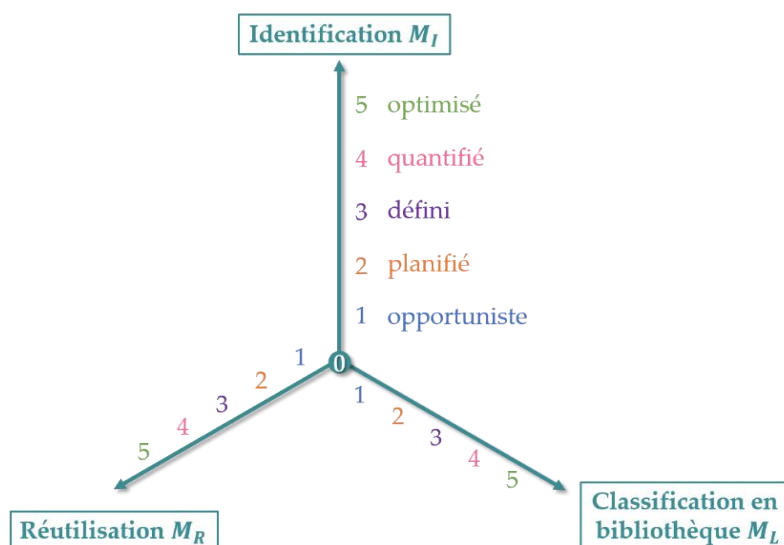 Identification M_I
5 optimisé
4 quantifié
3 défini
2 planifié
1 opportuniste
0
1
2
3
4
5
1
2
3
4
5
Réutilisation M_R
Classification en
bibliothèque M_L